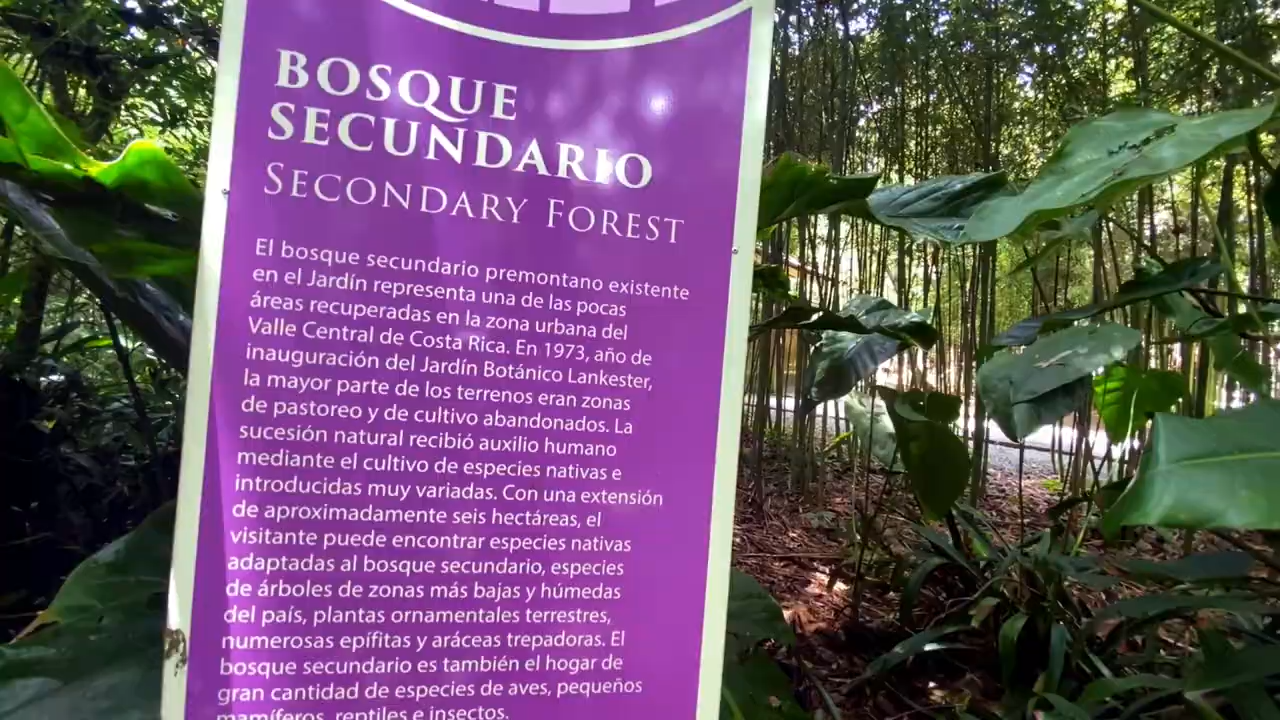 BOSQUE
SECUNDARIO
SECONDARY FOREST
El bosque secundario premontano existente
en el Jardín representa una de las pocas
áreas recuperadas en la zona urbana del
Valle Central de Costa Rica. En 1973, año de
inauguración del Jardín Botánico Lankester,
la mayor parte de los terrenos eran zonas
de pastoreo y de cultivo abandonados. La
sucesión natural recibió auxilio humano
mediante el cultivo de especies nativas e
introducidas muy variadas. Con una extensión
de aproximadamente seis hectáreas, el
visitante puede encontrar especies nativas
adaptadas al bosque secundario, especies
de árboles de zonas más bajas y húmedas
del país, plantas ornamentales terrestres,
numerosas epífitas y aráceas trepadoras. El
bosque secundario es también el hogar de
gran cantidad de especies de aves, pequeños
mamíferos, reptiles e insectos.